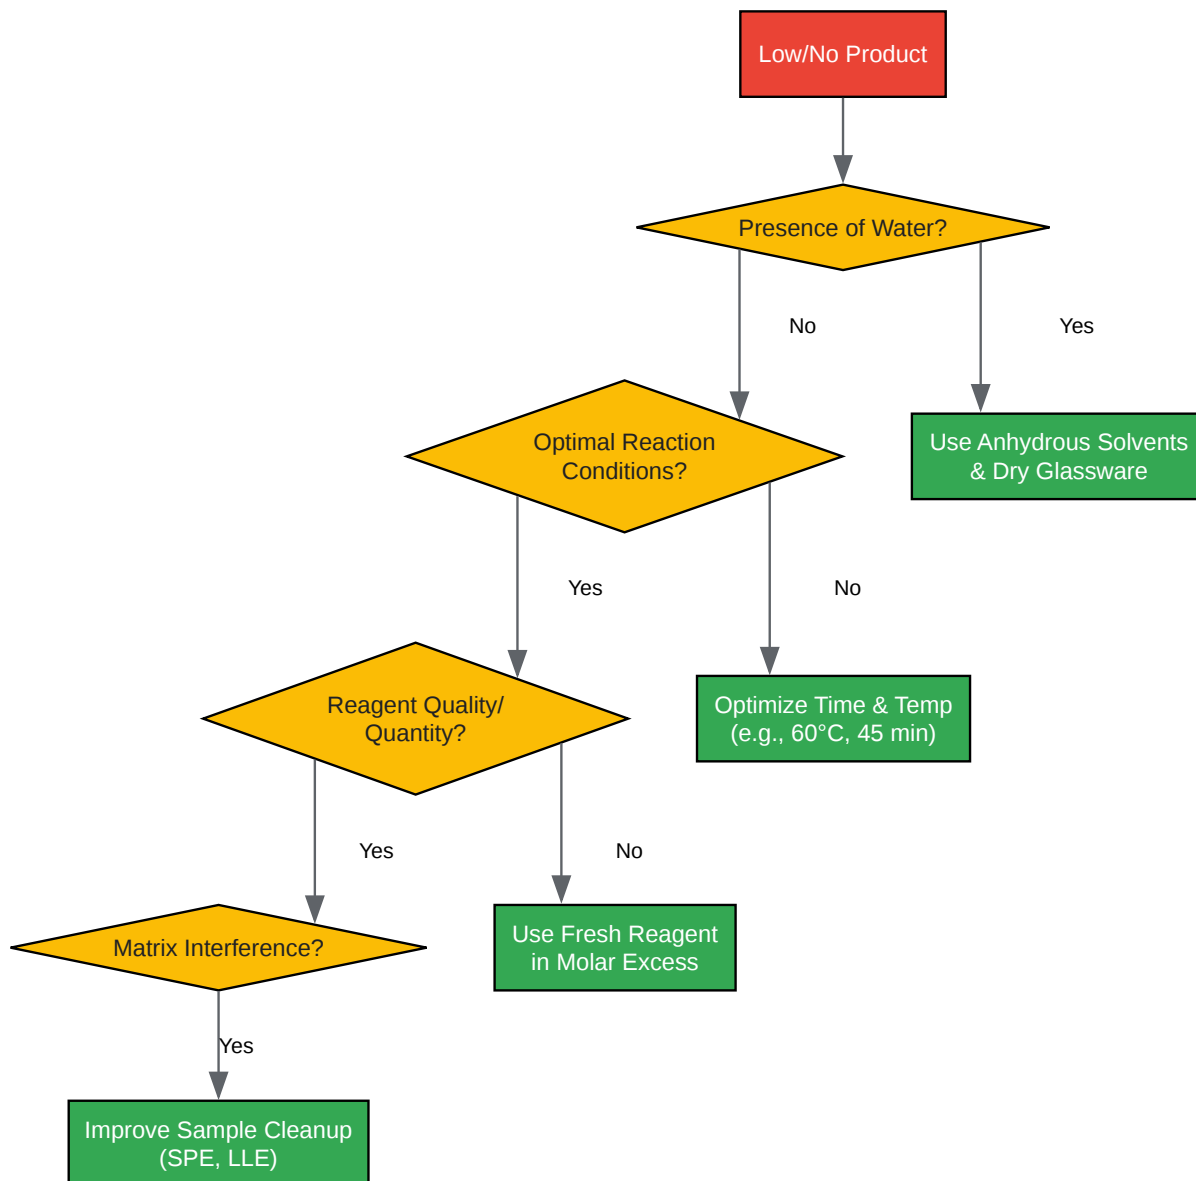 Low/No Product
Presence of Water?
No
Yes
Optimal Reaction
Conditions?
Use Anhydrous Solvents
& Dry Glassware
Yes
No
Reagent Quality/
Quantity?
Optimize Time & Temp
(e.g., 60°C, 45 min)
Yes
No
Matrix Interference?
Use Fresh Reagent
in Molar Excess
Yes
Improve Sample Cleanup
(SPE, LLE)